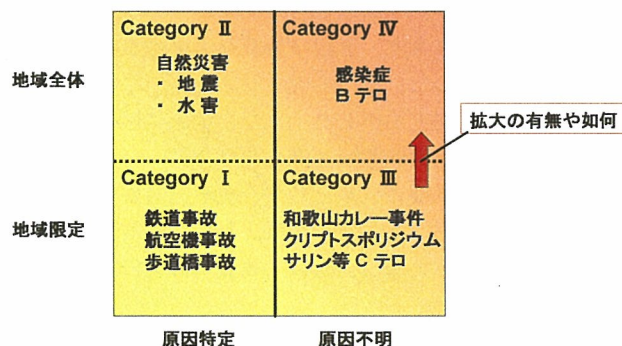 Category Ⅱ
自然災害
・ 地 震
・ 水 害
Category Ⅳ
感染症
B テロ
地域全体
拡大の有無や如何
Category Ⅰ
鉄道事故
航空機事故
歩道橋事故
Category Ⅲ
和歌山カレー事件
クリプトスポリジウム
サリン等 C テロ
地域限定
原因特定
原因不明